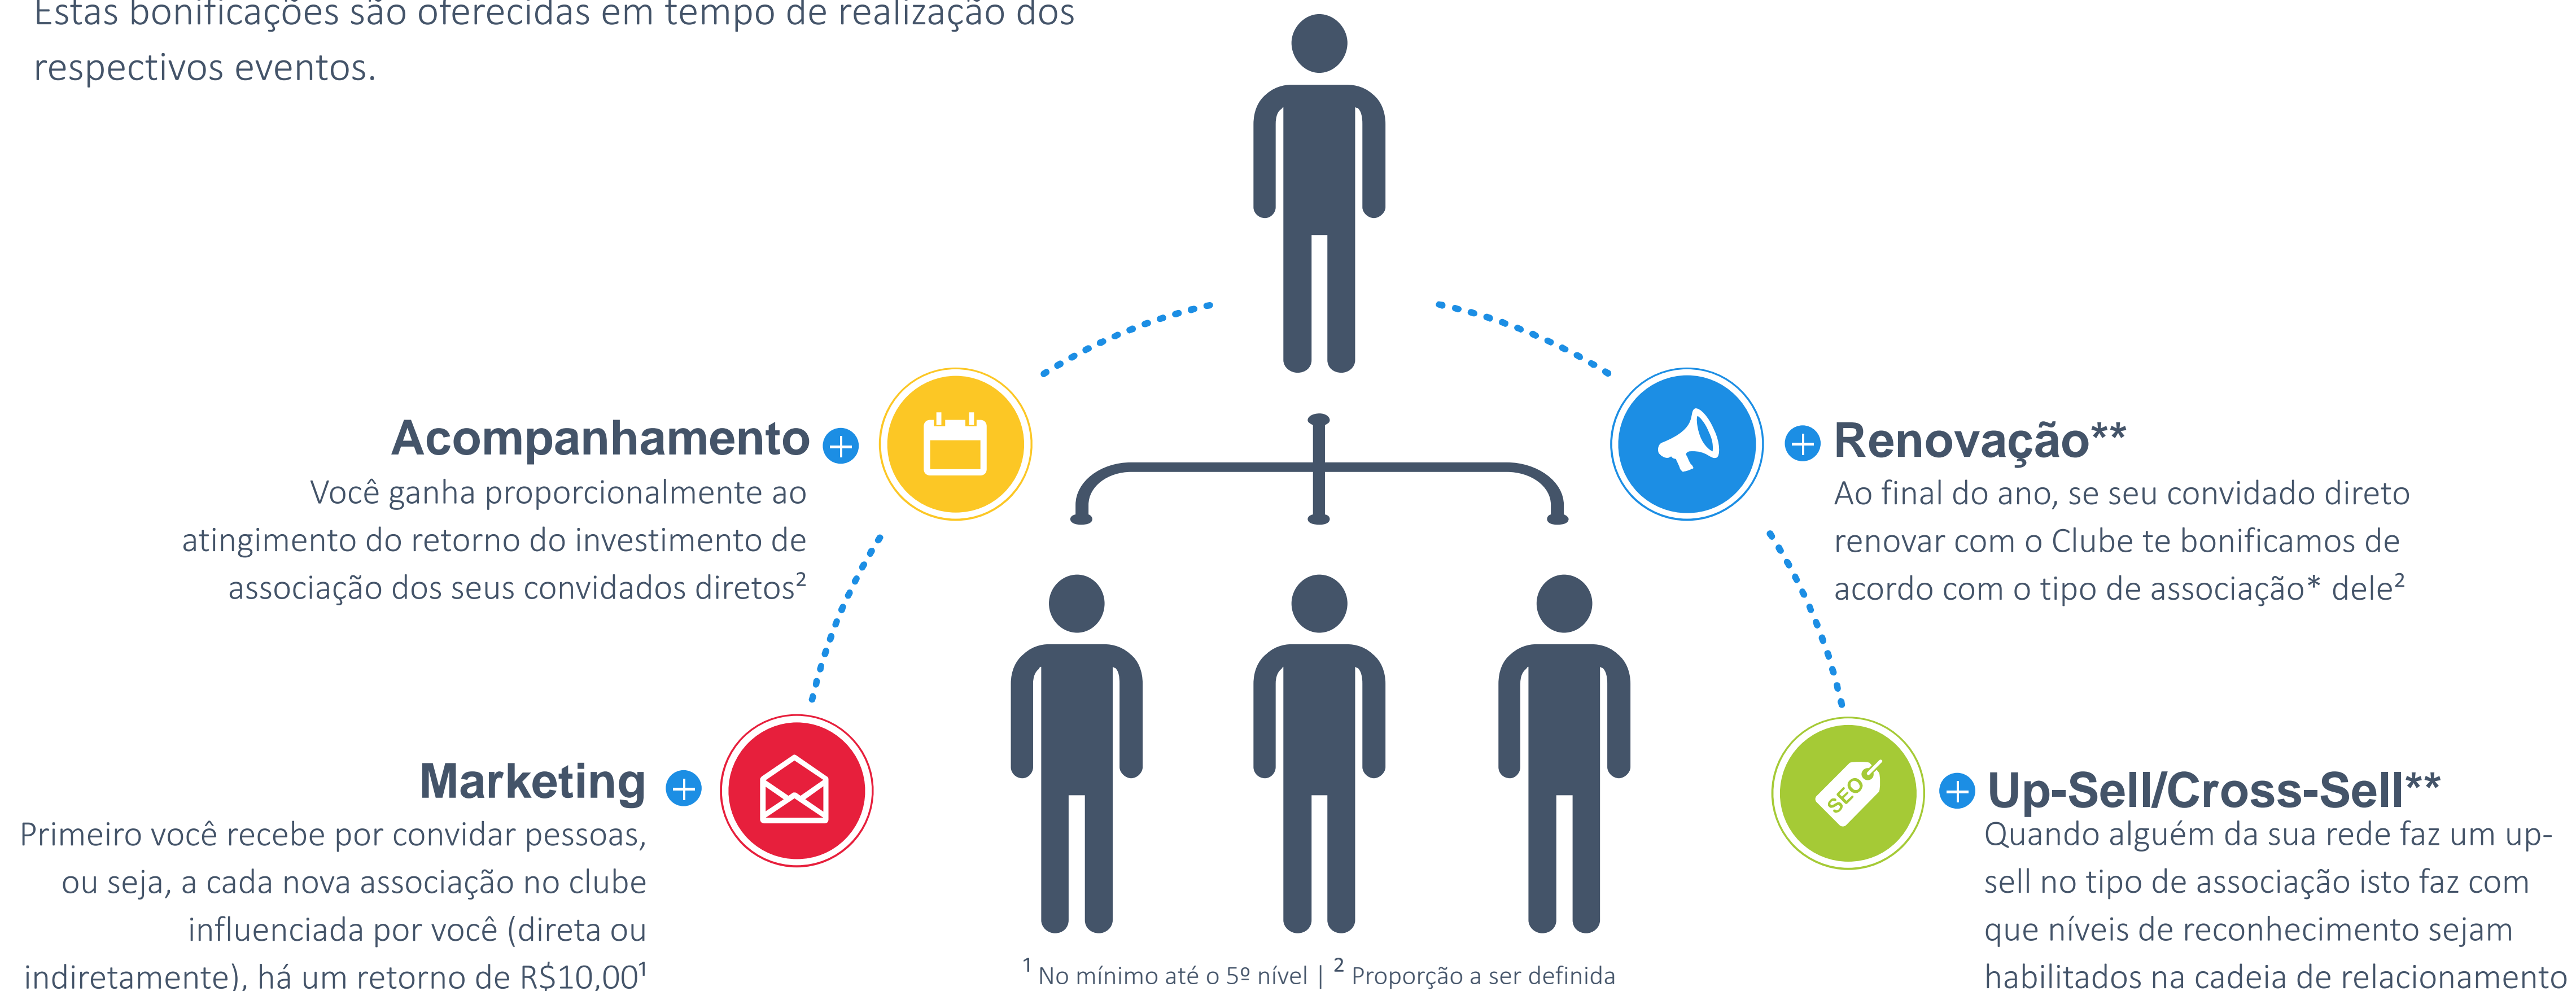 Estas bonificações são oferecidas em tempo de realização dos
respectivos eventos.
Acompanhamento
Você ganha proporcionalmente ao
atingimento do retorno do investimento de
associação dos seus convidados diretos²
Renovação**
Ao final do ano, se seu convidado direto
renovar com o Clube te bonificamos de
acordo com o tipo de associação* dele²
Marketing
Primeiro você recebe por convidar pessoas,
ou seja, a cada nova associação no clube
influenciada por você (direta ou
indiretamente), há um retorno de R$10,00¹
SEO
Up-Sell/Cross-Sell**
Quando alguém da sua rede faz um up-
sell no tipo de associação isto faz com
que níveis de reconhecimento sejam
habilitados na cadeia de relacionamento
¹ No mínimo até o 5º nível | ² Proporção a ser definida